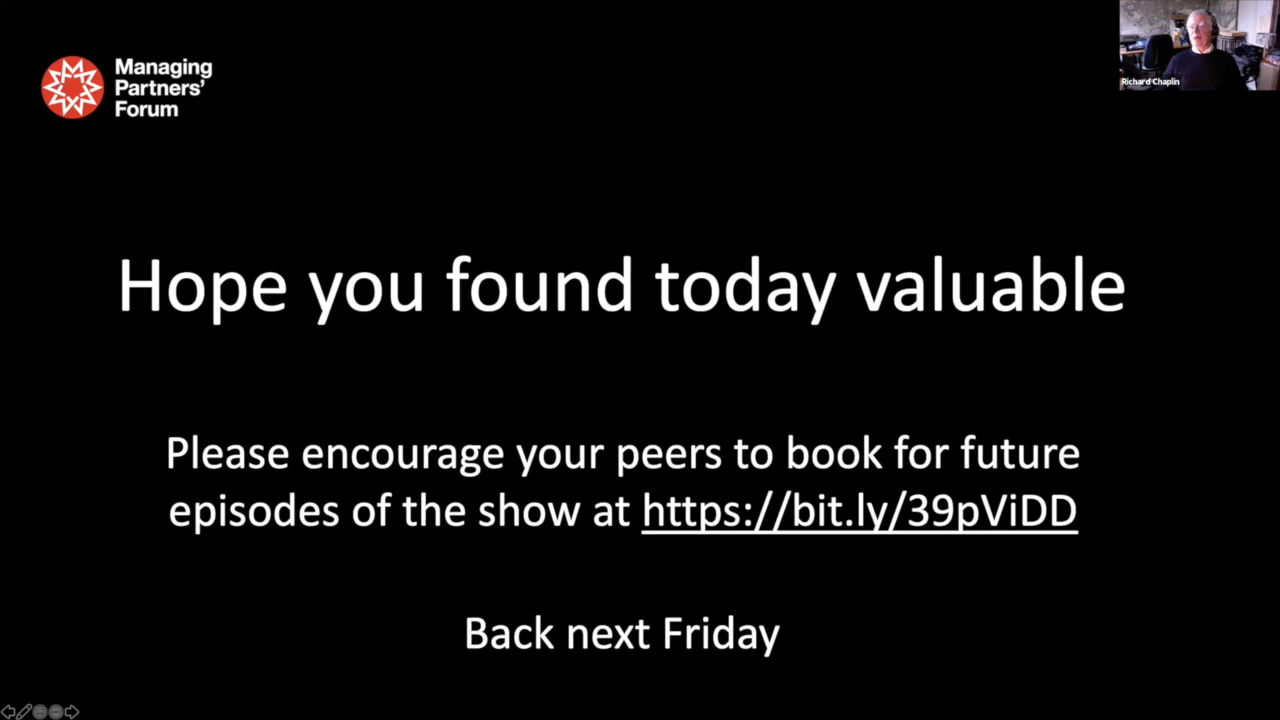 Managing
Partners'
Forum
Richard Chaplin
Hope you found today valuable
Please encourage your peers to book for future
episodes of the show at https://bit.ly/39pViDD
Back next Friday